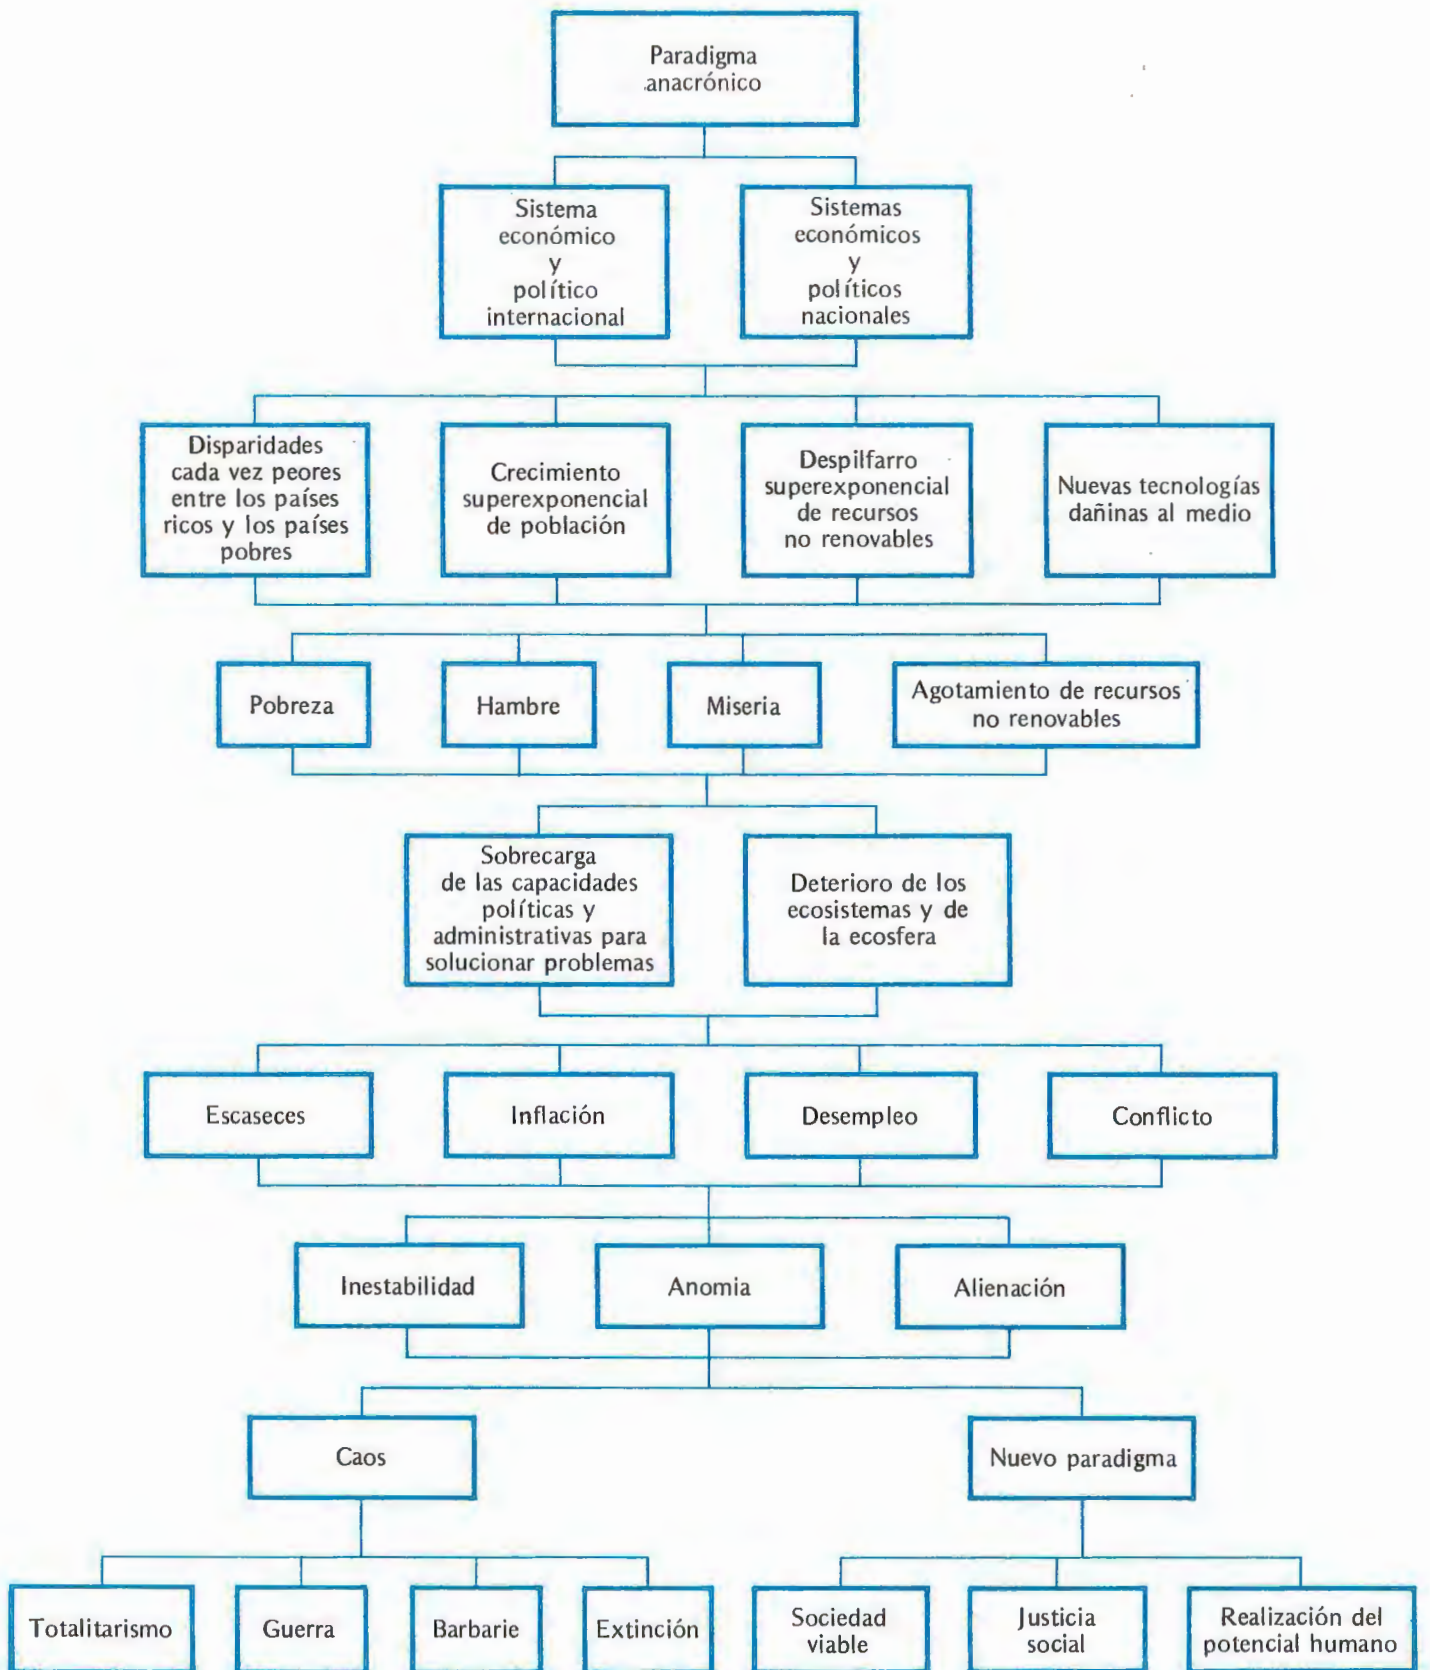 Paradigma
anacrónico
Sistema
económico
y
político
internacional
Sistemas
económicos
y
políticos
nacionales
Disparidades
cada vez peores
entre los países
ricos y los países
pobres
Crecimiento
superexponencial
de población
Despilfarro
superexponencial
de recursos
no renovables
Nuevas tecnologías
dañinas al medio
Pobreza
Hambre
Miseria
Agotamiento de recursos
no renovables
Sobrecarga
de las capacidades
políticas y
administrativas para
solucionar problemas
Deterioro de los
ecosistemas y de
la ecosfera
Escaseces
Inflación
Desempleo
Conflicto
Inestabilidad
Anomia
Alienación
Caos
Nuevo paradigma
Totalitarismo
Guerra
Barbarie
Extinción
Sociedad
viable
Justicia
social
Realización del
potencial humano